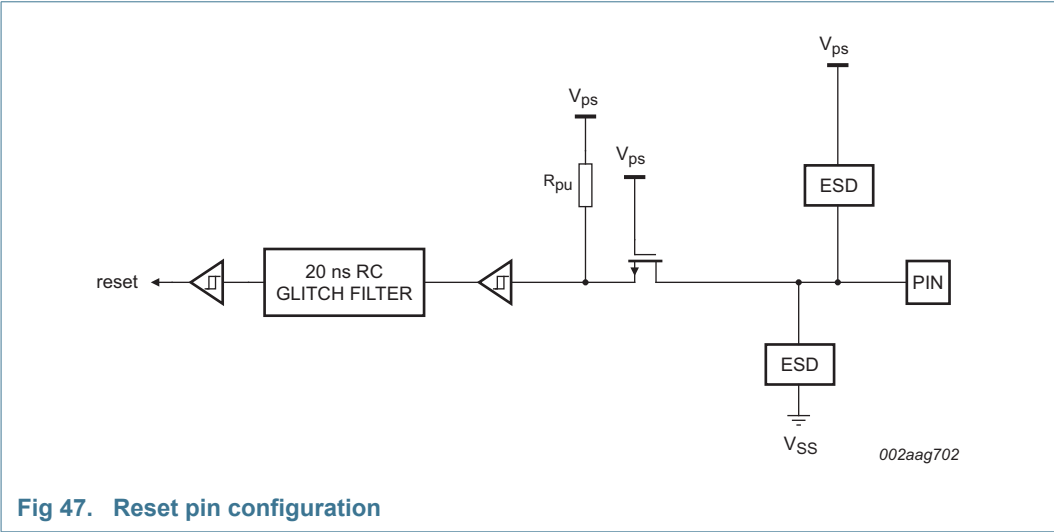 Vps
Vps
Vps
Rpu
ESD
reset
20 ns RC
GLITCH FILTER
PIN
ESD
VSS
002aag702
Fig 47. Reset pin configuration